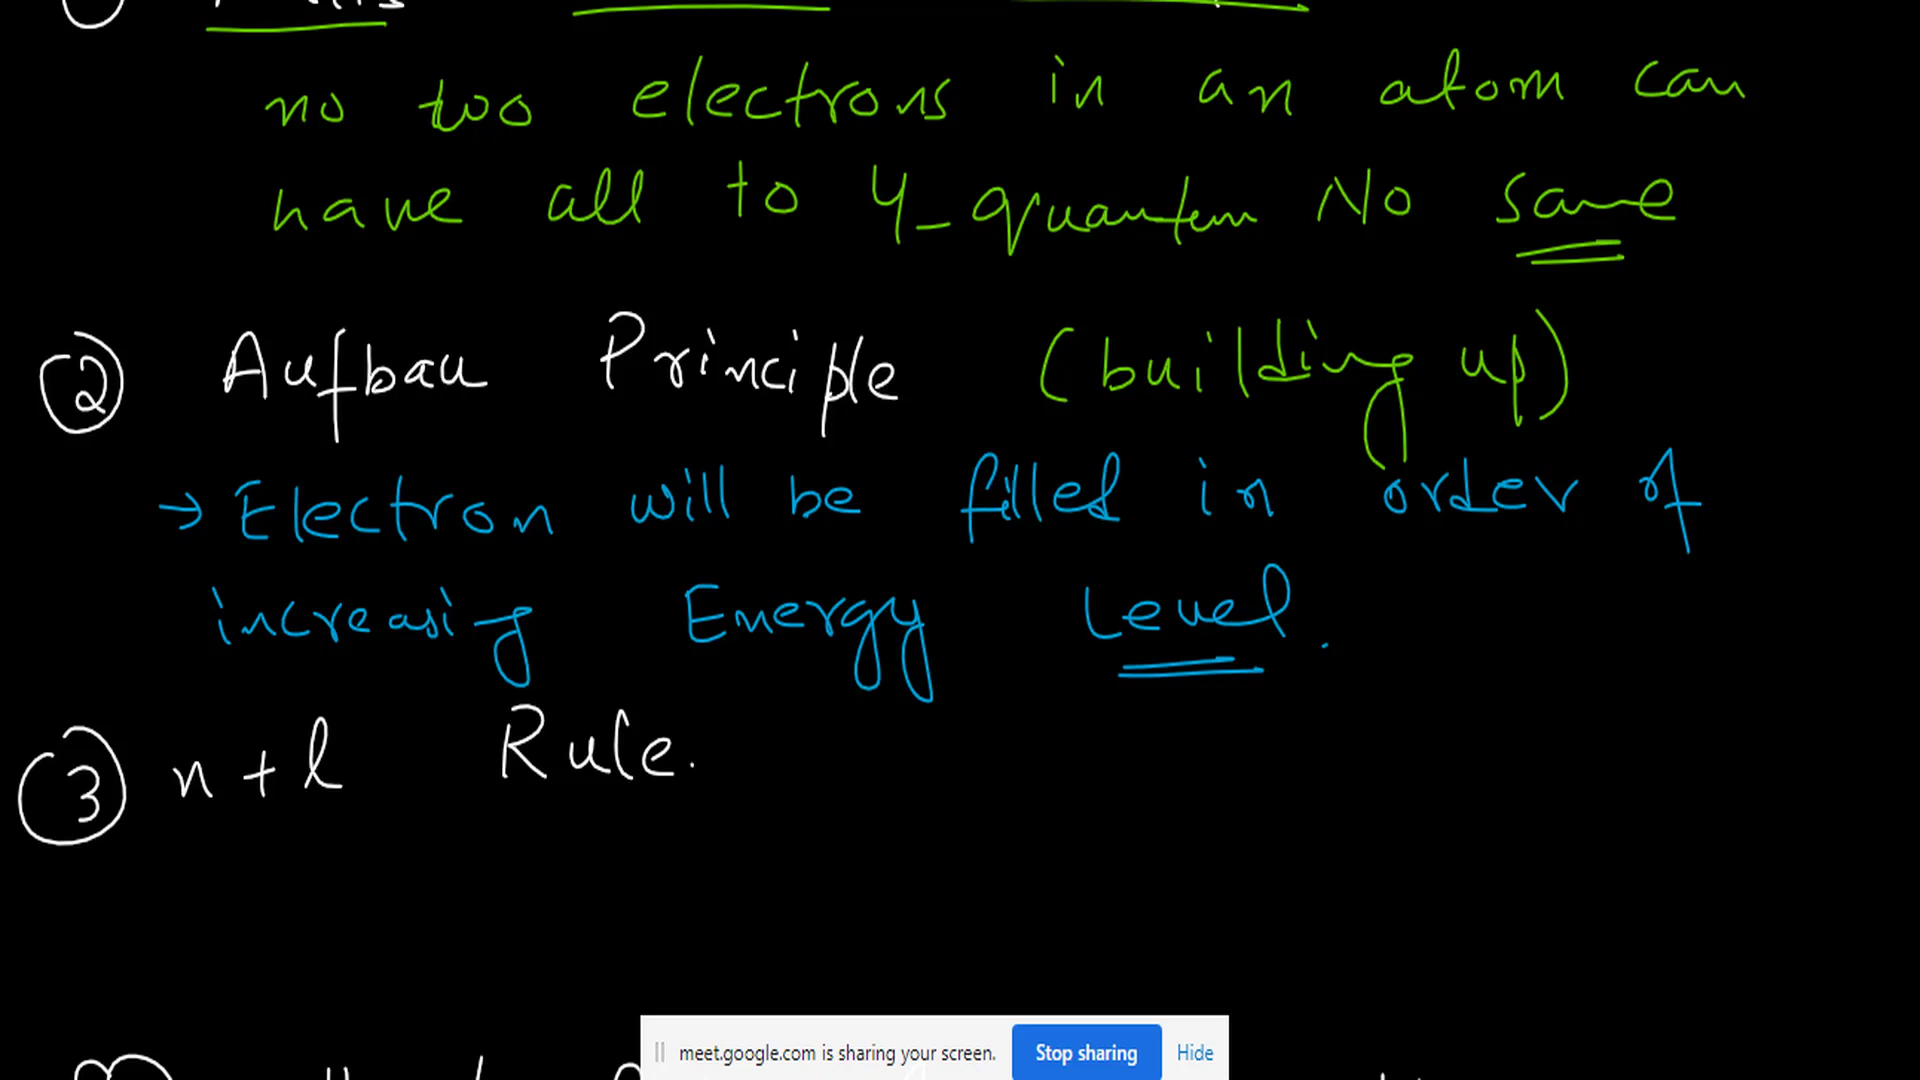 no two electrons in an atom can
have all to 4-quantum No same
② Aufbau Principle (building up)
→ Electron will be filled in order of
increasing Energy Level.
③ n + l Rule.
meet.google.com is sharing your screen. Stop sharing Hide